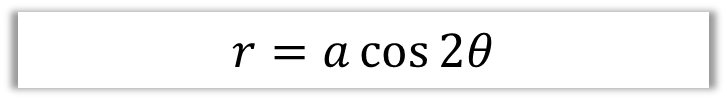 𝑟 = 𝑎 cos 2𝜃